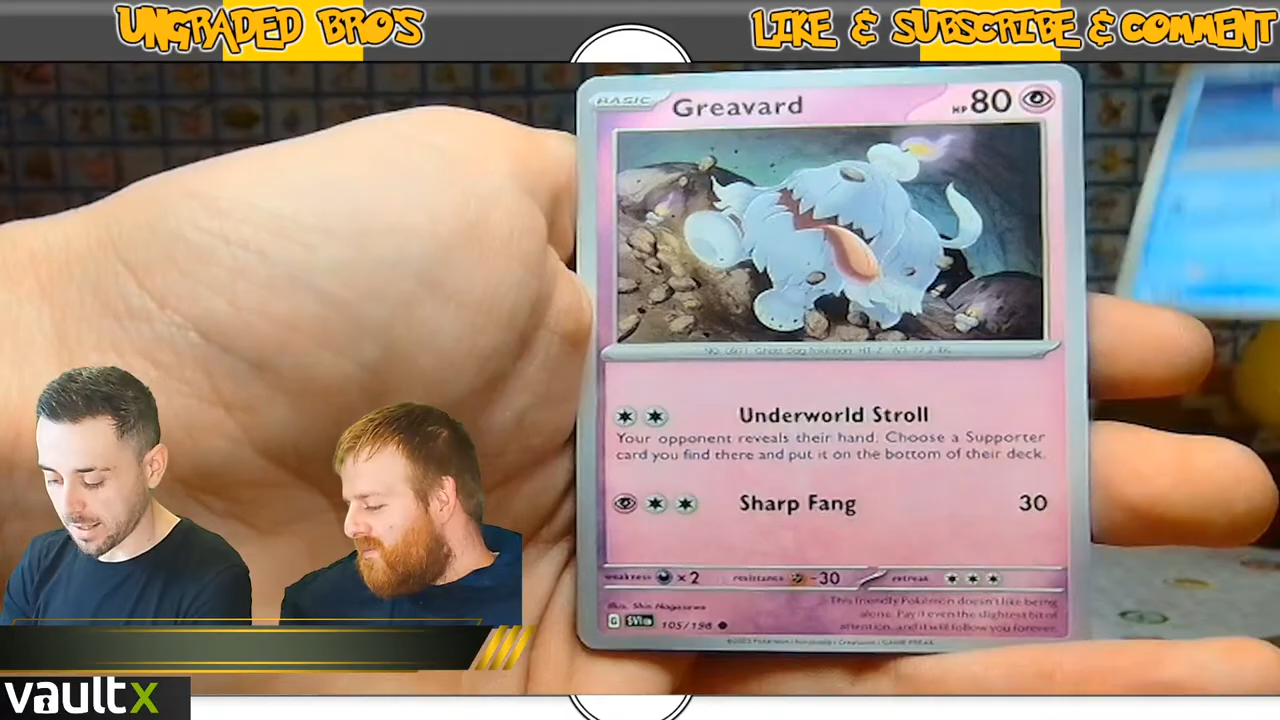 UNGRADED BRO'S
LIKE & SUBSCRIBE & COMMENT
BASIC
Greavard
HP 80
Underworld Stroll
Your opponent reveals their hand. Choose a Supporter
card you find there and put it on the bottom of their deck.
Sharp Fang 30
weakness ×2 resistance -30 retreat
Illus. Shin Nagasawa
This friendly Pokémon doesn't like being
alone. Pay it even the slightest bit of
attention, and it will follow you forever.
G SVI EN 105/198
vaultx